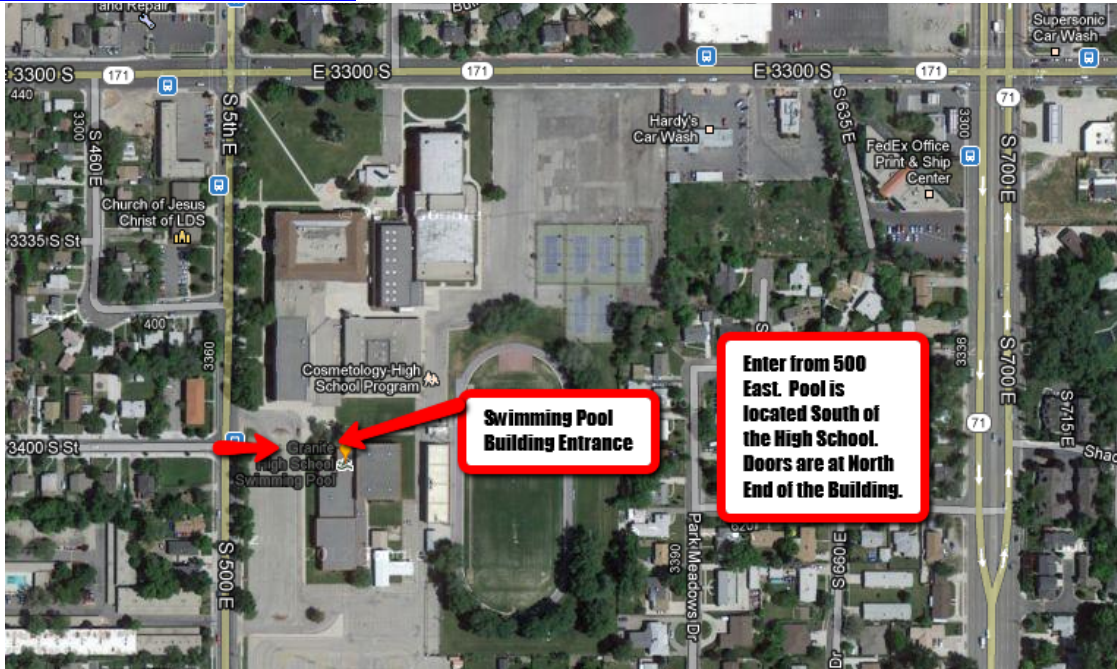 and Repair
Supersonic
Car Wash
E 3300 S
171
E 3300 S
171
E 3300 S
171
440
3000
S 460 E
S 5th E
Hardy's
Car Wash
S 635 E
3300
71
FedEx Office
Print & Ship
Center
S 700 E
Church of Jesus
Christ of LDS
3335 S St
400
3360
Cosmetology-High
School Program
S
3336
S 700 E
Enter from 500
East. Pool is
located South of
the High School.
Doors are at North
End of the Building.
Swimming Pool
Building Entrance
71
S 715 E
3400 S St
Granite
High School
Swimming Pool
S 500 E
3390
Park Meadows Dr
S 660 E
Dr